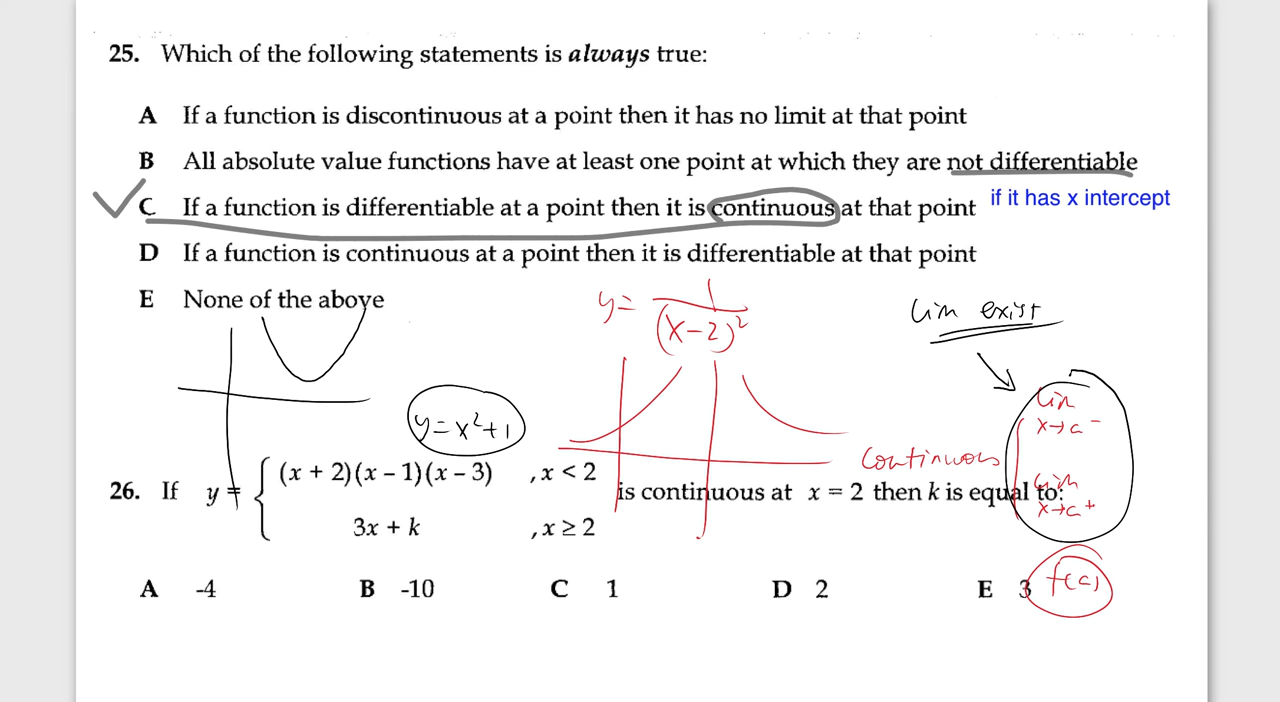 25. Which of the following statements is always true:
A If a function is discontinuous at a point then it has no limit at that point
B All absolute value functions have at least one point at which they are not differentiable
C If a function is differentiable at a point then it is continuous at that point
if it has x intercept
D If a function is continuous at a point then it is differentiable at that point
E None of the above
y = 1/(x-2)²
lim exist
y=x²+1
lim x→c⁻
continuous
lim x→c⁺
26. If y = { (x + 2)(x – 1)(x – 3) , x < 2
3x + k , x ≥ 2
is continuous at x = 2 then k is equal to:
A -4 B -10 C 1 D 2 E 3
f(c)